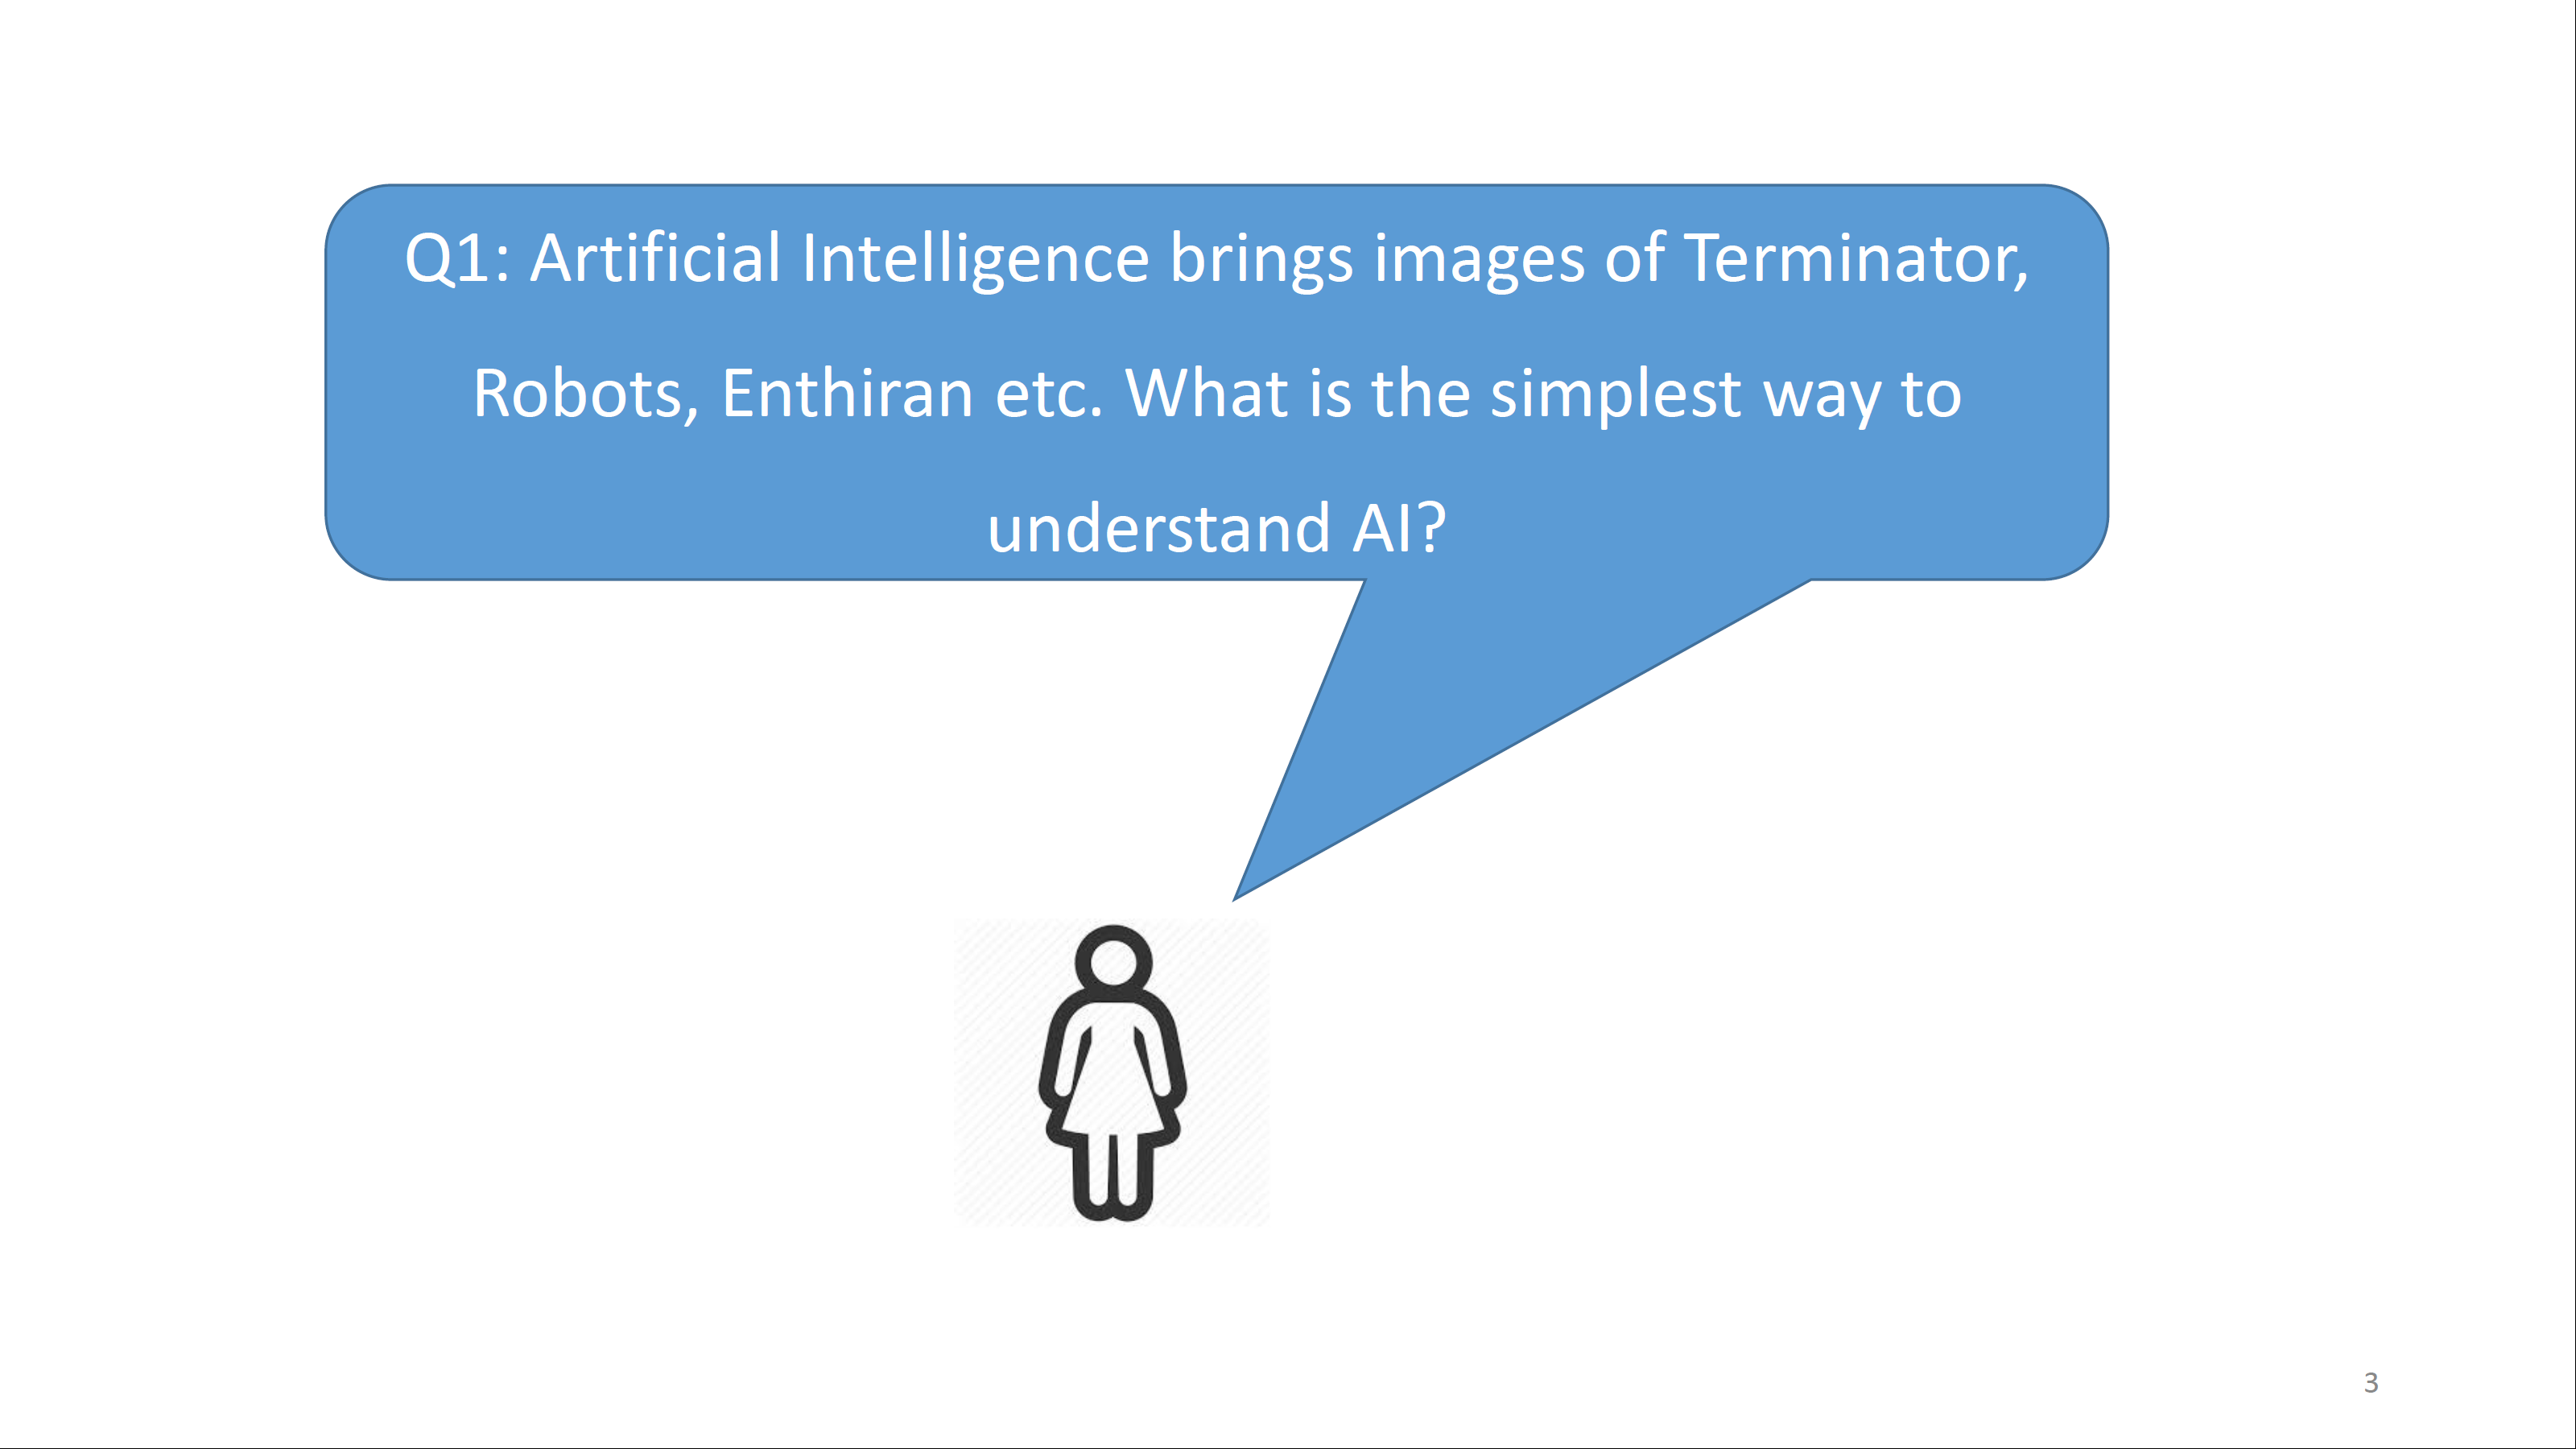 Q1: Artificial Intelligence brings images of Terminator,
Robots, Enthiran etc. What is the simplest way to
understand AI?
3